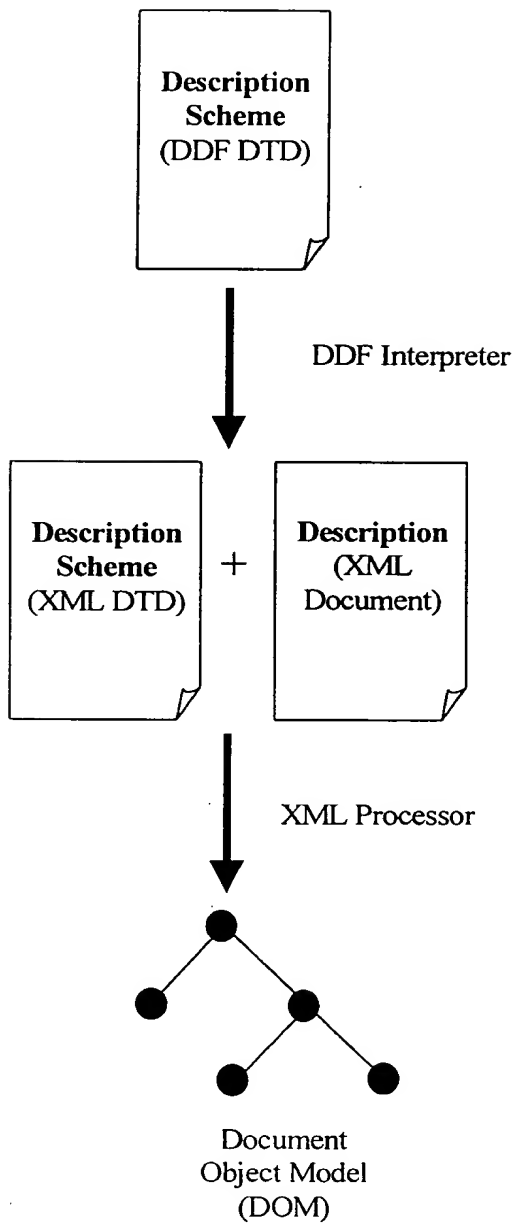 Description
Scheme
(DDF DTD)
DDF Interpreter
Description
Scheme
(XML DTD)
+
Description
(XML
Document)
XML Processor
Document
Object Model
(DOM)